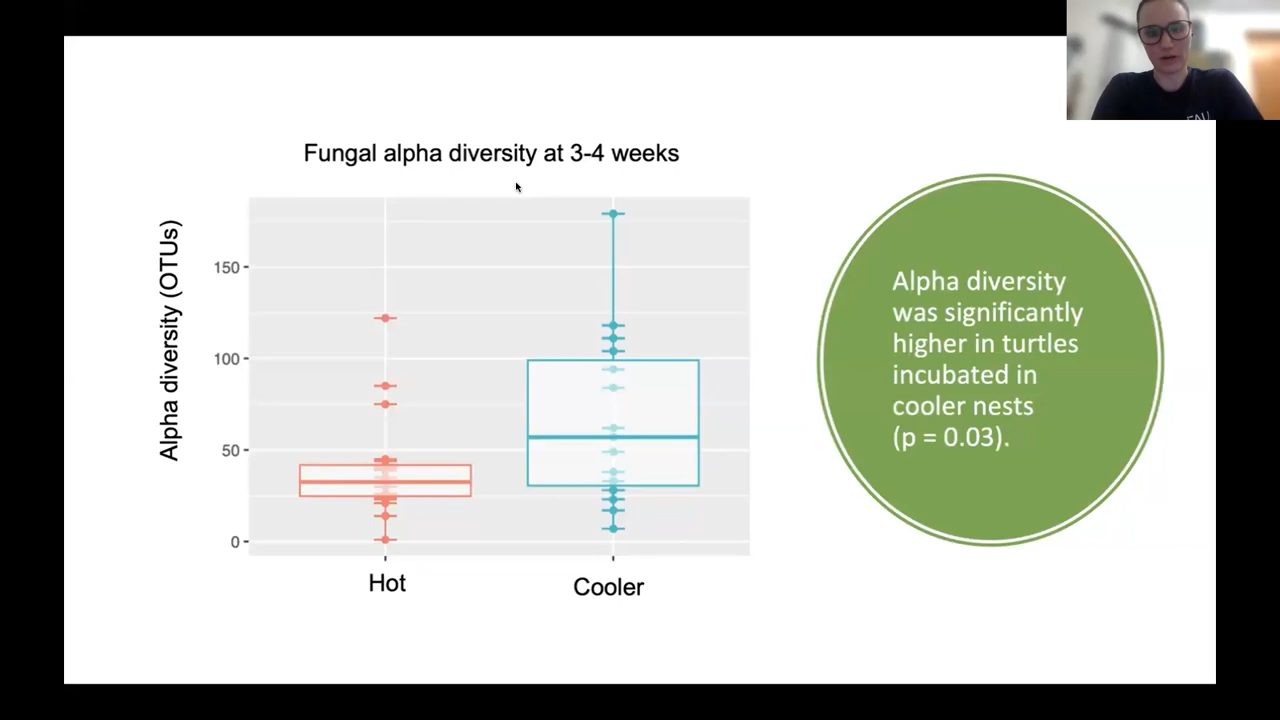 FAU
Fungal alpha diversity at 3-4 weeks
Alpha diversity (OTUs)
150
100
50
0
Hot
Cooler
Alpha diversity
was significantly
higher in turtles
incubated in
cooler nests
(p = 0.03).